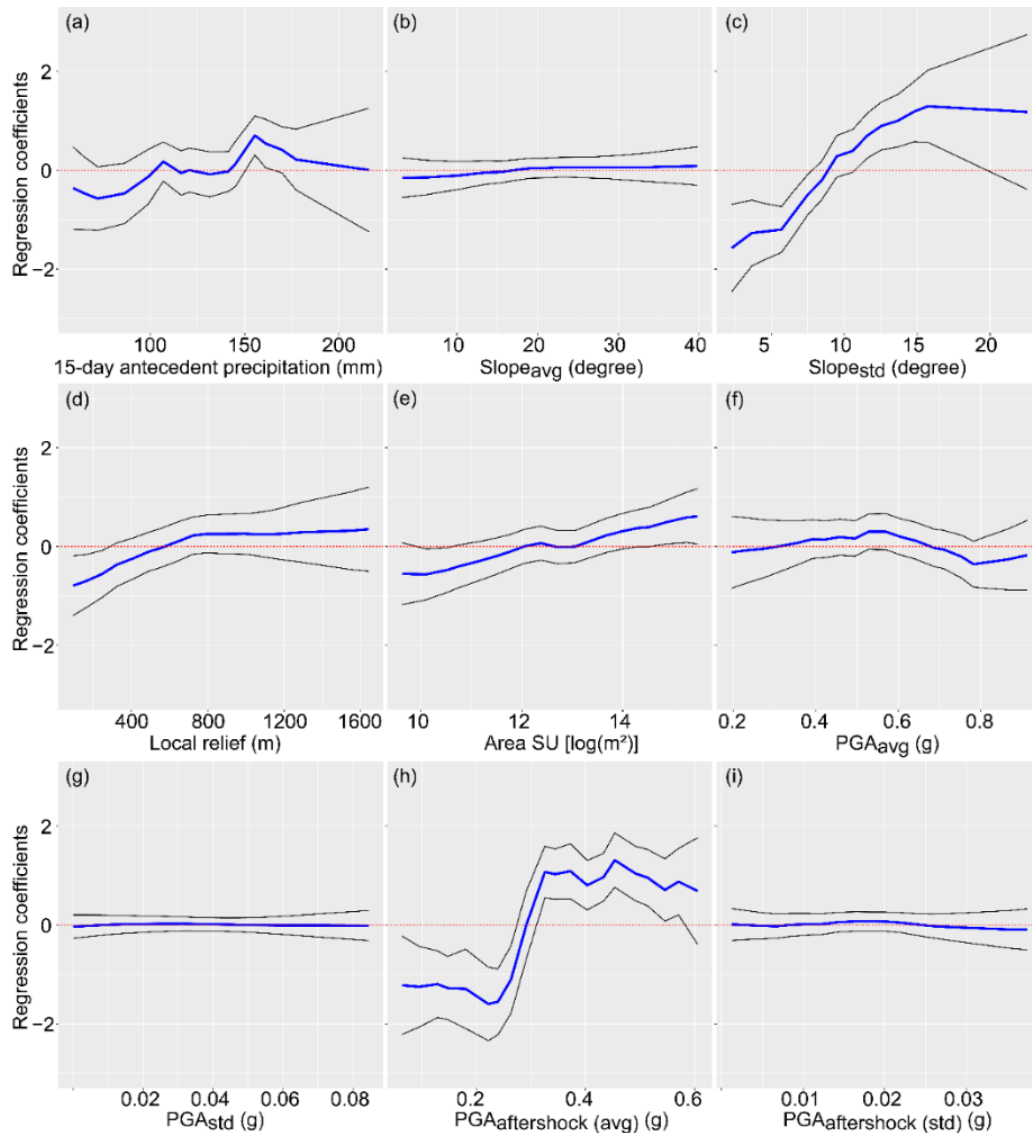 (a) (b) (c)
Regression coefficients
2
0
−2
100 150 200
10 20 30 40
5 10 15 20
15-day antecedent precipitation (mm) Slopeavg (degree) Slopestd (degree)
(d) (e) (f)
Regression coefficients
2
0
−2
400 800 1200 1600
10 12 14
0.2 0.4 0.6 0.8
Local relief (m) Area SU [log(m²)] PGAavg (g)
(g) (h) (i)
Regression coefficients
2
0
−2
0.02 0.04 0.06 0.08
0.2 0.4 0.6
0.01 0.02 0.03
PGAstd (g) PGAaftershock (avg) (g) PGAaftershock (std) (g)